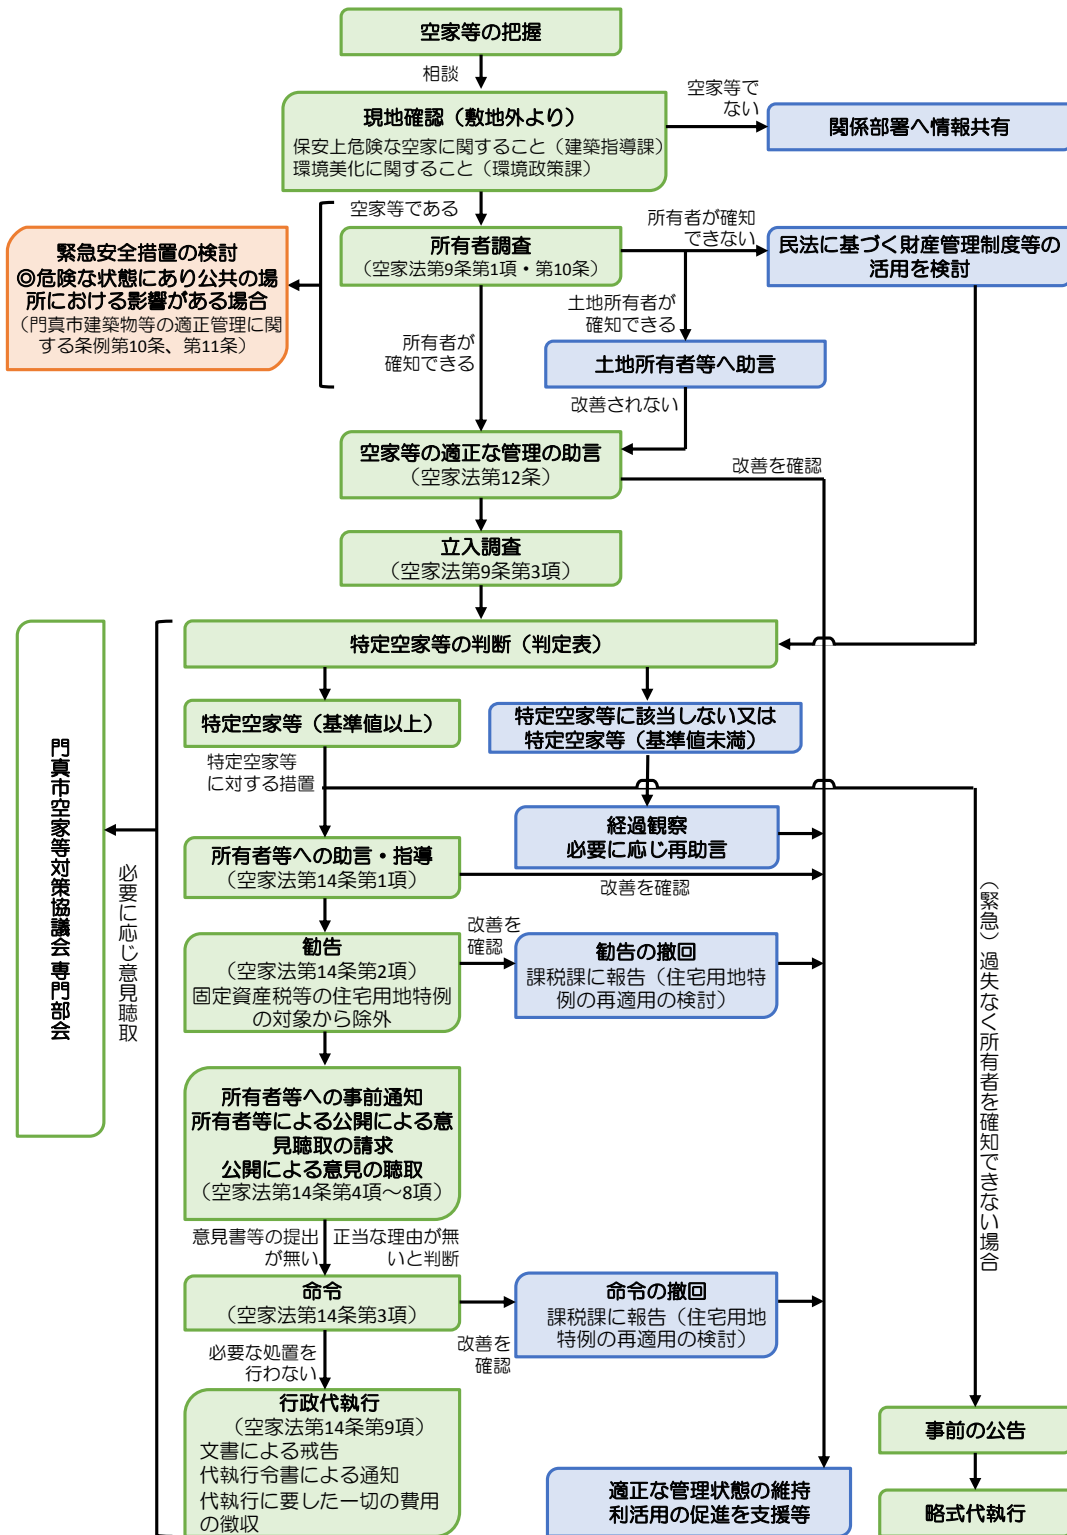 空家等の把握
相談
現地確認（敷地外より）
保安上危険な空家に関すること（建築指導課）
環境美化に関すること（環境政策課）
空家等で
ない
関係部署へ情報共有
空家等である
緊急安全措置の検討
◎危険な状態にあり公共の場
所における影響がある場合
（門真市建築物等の適正管理に関
する条例第10条、第11条）
所有者調査
（空家法第9条第1項・第10条）
所有者が確知
できない
民法に基づく財産管理制度等の
活用を検討
土地所有者が
確知できる
所有者が
確知できる
土地所有者等へ助言
改善されない
空家等の適正な管理の助言
（空家法第12条）
改善を確認
立入調査
（空家法第9条第3項）
特定空家等の判断（判定表）
特定空家等（基準値以上）
特定空家等に該当しない又は
特定空家等（基準値未満）
特定空家等
に対する措置
経過観察
必要に応じ再助言
所有者等への助言・指導
（空家法第14条第1項）
改善を確認
門真市空家等対策協議会 専門部会
必要に応じ意見聴取
（緊急）過失なく所有者を確知できない場合
勧告
（空家法第14条第2項）
固定資産税等の住宅用地特例
の対象から除外
改善を
確認
勧告の撤回
課税課に報告（住宅用地特
例の再適用の検討）
所有者等への事前通知
所有者等による公開による意
見聴取の請求
公開による意見の聴取
（空家法第14条第4項～8項）
意見書等の提出
が無い
正当な理由が無
いと判断
命令
（空家法第14条第3項）
改善を
確認
命令の撤回
課税課に報告（住宅用地
特例の再適用の検討）
必要な処置を
行わない
行政代執行
（空家法第14条第9項）
文書による戒告
代執行令書による通知
代執行に要した一切の費用
の徴収
適正な管理状態の維持
利活用の促進を支援等
事前の公告
略式代執行